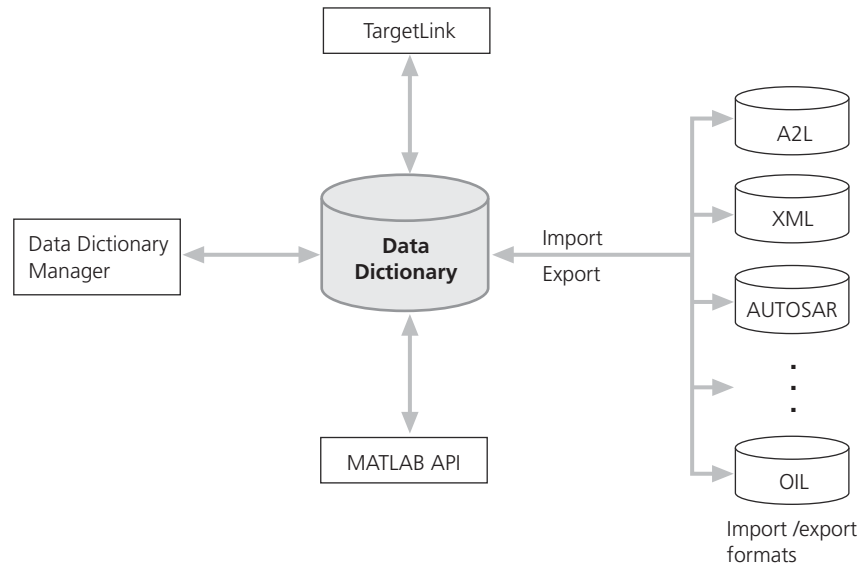 TargetLink
A2L
XML
Data Dictionary
Manager
Data
Dictionary
Import
Export
AUTOSAR
MATLAB API
OIL
Import /export
formats